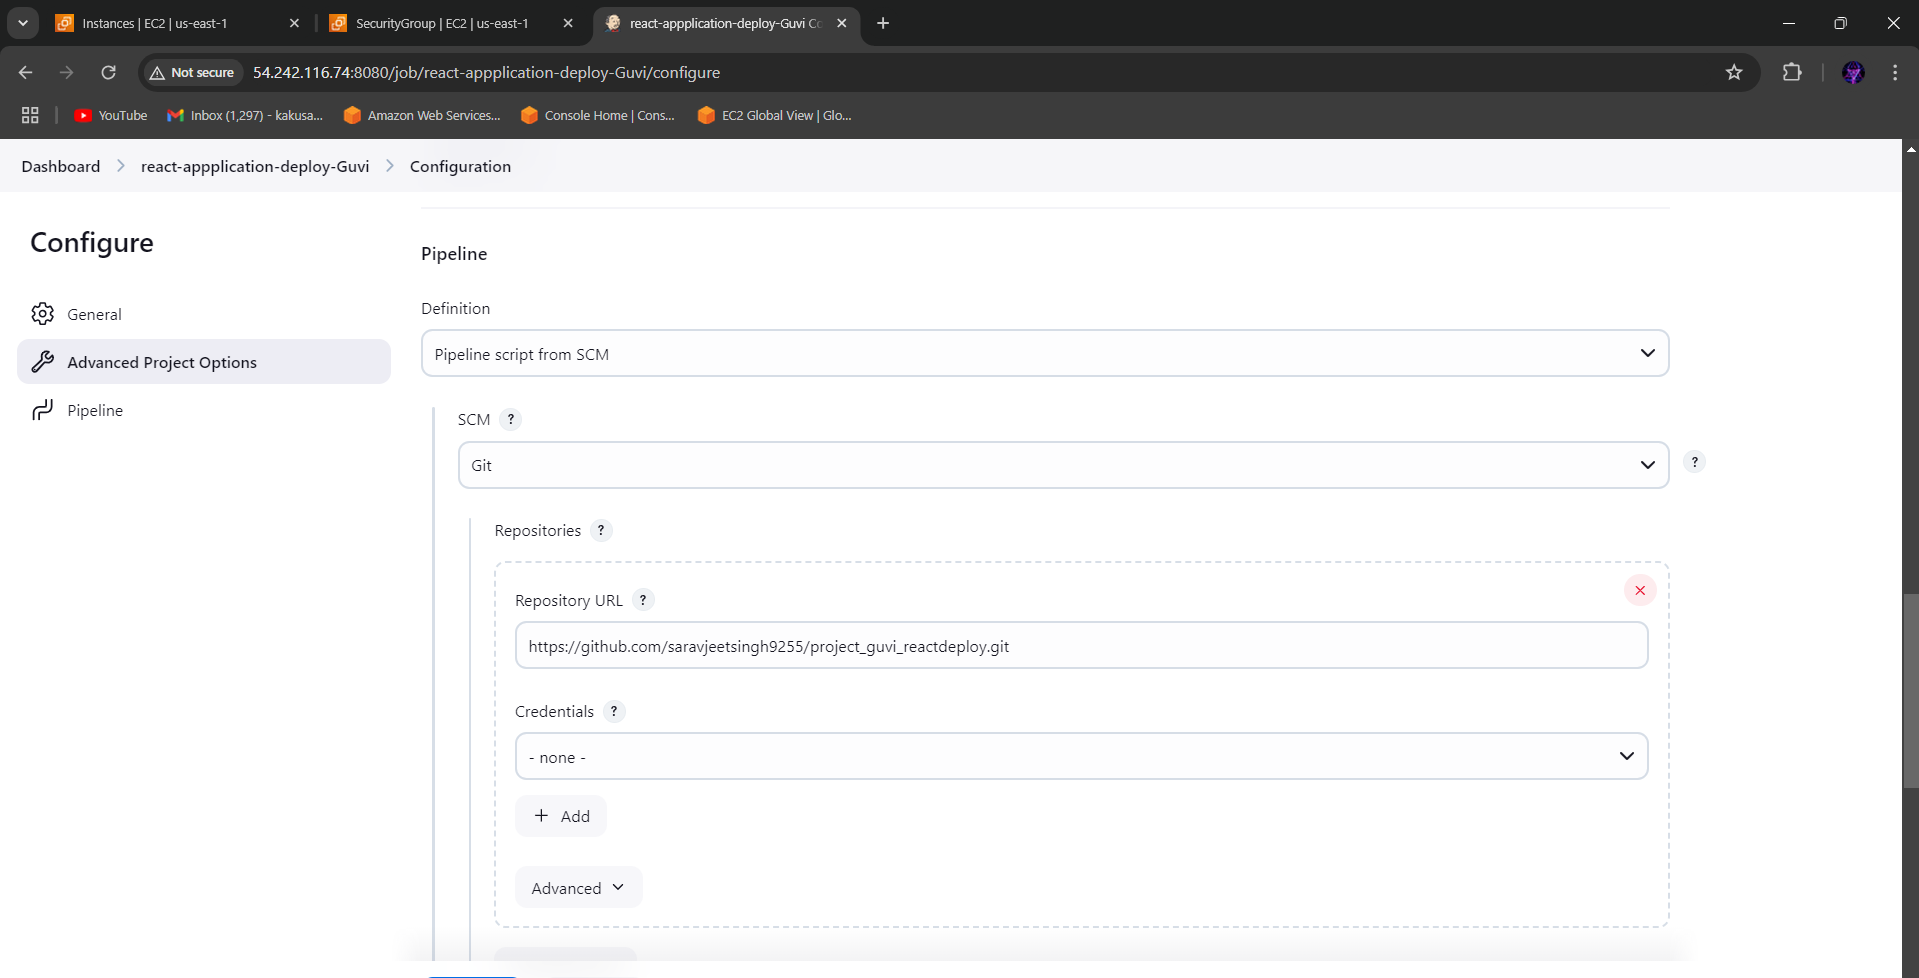 Instances | EC2 | us-east-1
SecurityGroup | EC2 | us-east-1
react-appplication-deploy-Guvi Co
Not secure
54.242.116.74:8080/job/react-appplication-deploy-Guvi/configure
YouTube
Inbox (1,297) - kakusa...
Amazon Web Services...
Console Home | Cons...
EC2 Global View | Glo...
Dashboard
react-appplication-deploy-Guvi
Configuration
Configure
General
Advanced Project Options
Pipeline
Pipeline
Definition
Pipeline script from SCM
SCM ?
Git
?
Repositories ?
Repository URL ?
https://github.com/saravjeetsingh9255/project_guvi_reactdeploy.git
Credentials ?
- none -
+ Add
Advanced